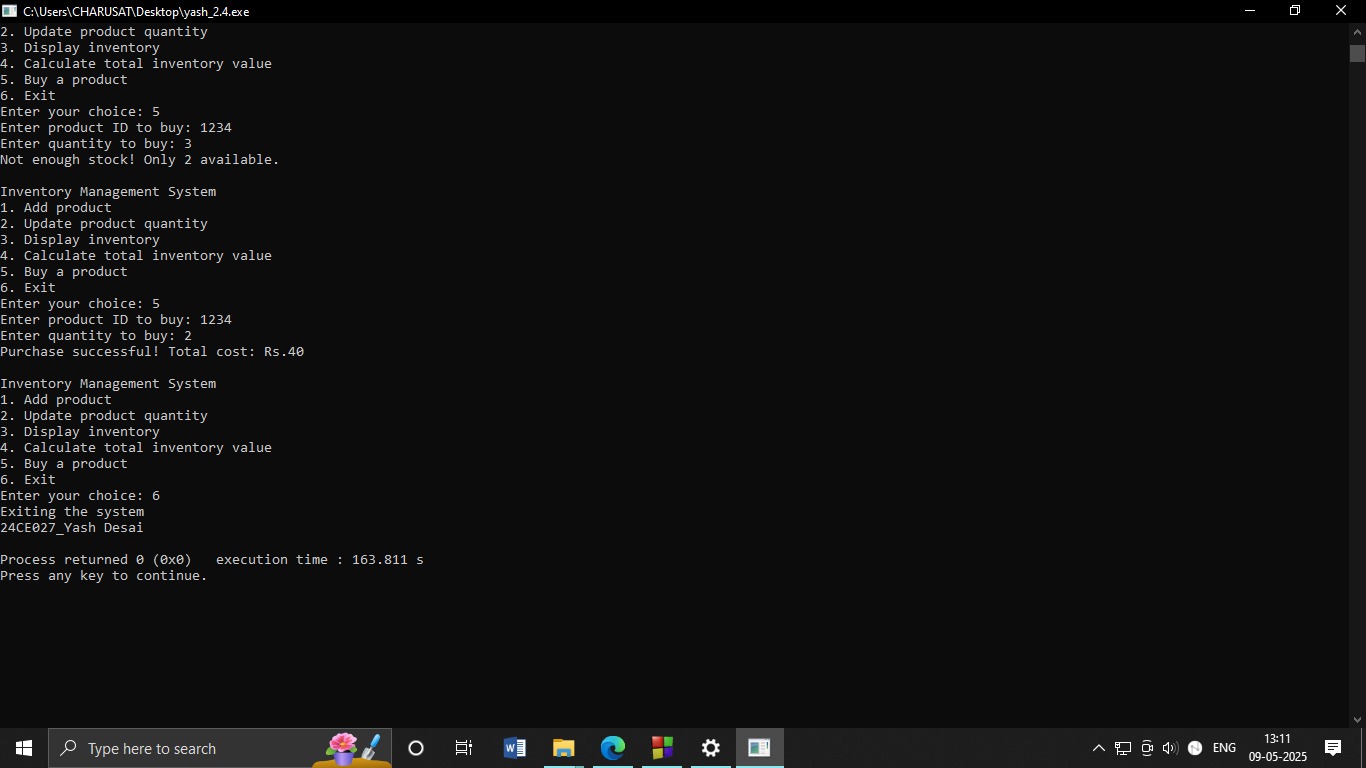 C:\Users\CHARUSAT\Desktop\yash_2.4.exe
2. Update product quantity
3. Display inventory
4. Calculate total inventory value
5. Buy a product
6. Exit
Enter your choice: 5
Enter product ID to buy: 1234
Enter quantity to buy: 3
Not enough stock! Only 2 available.
Inventory Management System
1. Add product
2. Update product quantity
3. Display inventory
4. Calculate total inventory value
5. Buy a product
6. Exit
Enter your choice: 5
Enter product ID to buy: 1234
Enter quantity to buy: 2
Purchase successful! Total cost: Rs.40
Inventory Management System
1. Add product
2. Update product quantity
3. Display inventory
4. Calculate total inventory value
5. Buy a product
6. Exit
Enter your choice: 6
Exiting the system
24CE027_Yash Desai
Process returned 0 (0x0)   execution time : 163.811 s
Press any key to continue.
Type here to search
ENG
13:11
09-05-2025